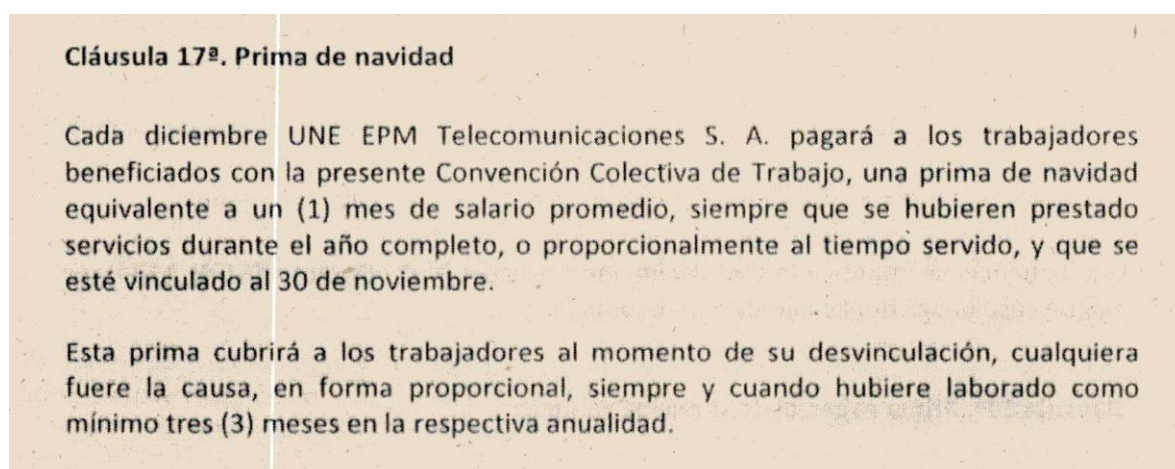 Cláusula 17ª. Prima de navidad
Cada diciembre UNE EPM Telecomunicaciones S. A. pagará a los trabajadores
beneficiados con la presente Convención Colectiva de Trabajo, una prima de navidad
equivalente a un (1) mes de salario promedio, siempre que se hubieren prestado
servicios durante el año completo, o proporcionalmente al tiempo servido, y que se
esté vinculado al 30 de noviembre.
Esta prima cubrirá a los trabajadores al momento de su desvinculación, cualquiera
fuere la causa, en forma proporcional, siempre y cuando hubiere laborado como
mínimo tres (3) meses en la respectiva anualidad.